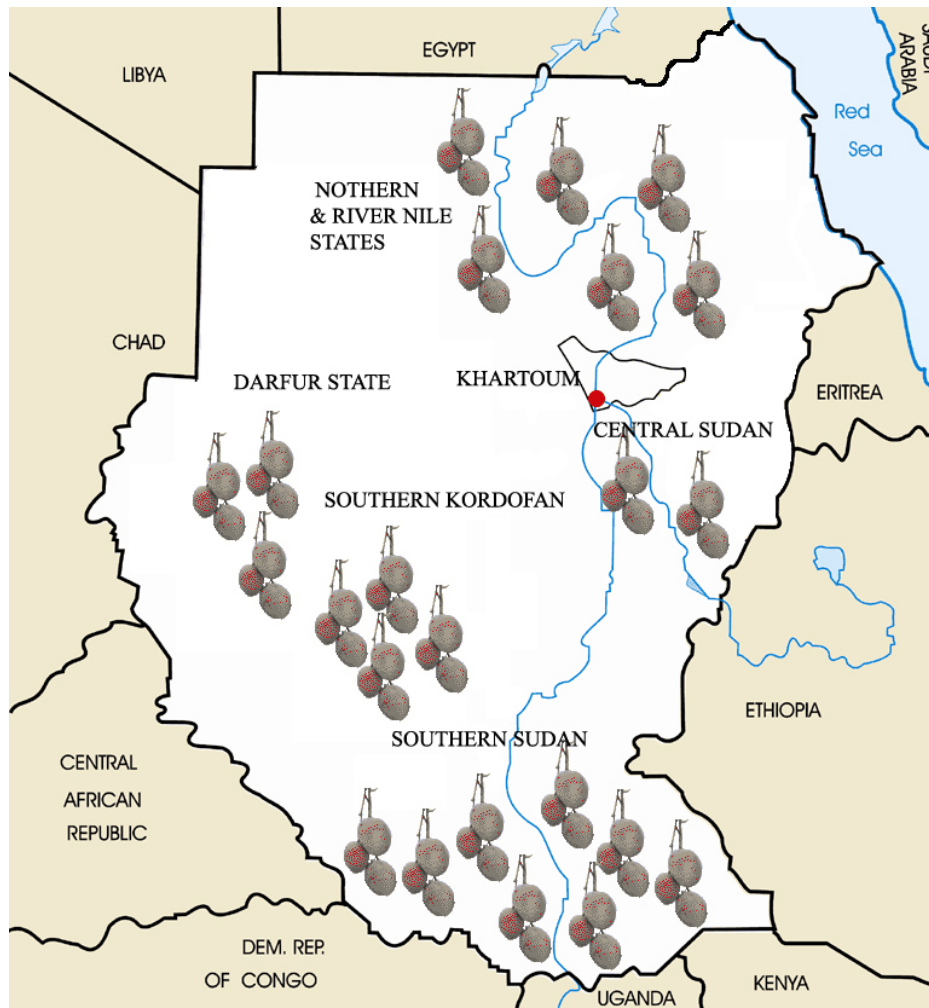 EGYPT
LIBYA
SAUDI
ARABIA
Red
Sea
NOTHERN
& RIVER NILE
STATES
CHAD
DARFUR STATE
KHARTOUM
ERITREA
CENTRAL SUDAN
SOUTHERN KORDOFAN
ETHIOPIA
SOUTHERN SUDAN
CENTRAL
AFRICAN
REPUBLIC
DEM. REP.
OF CONGO
UGANDA
KENYA